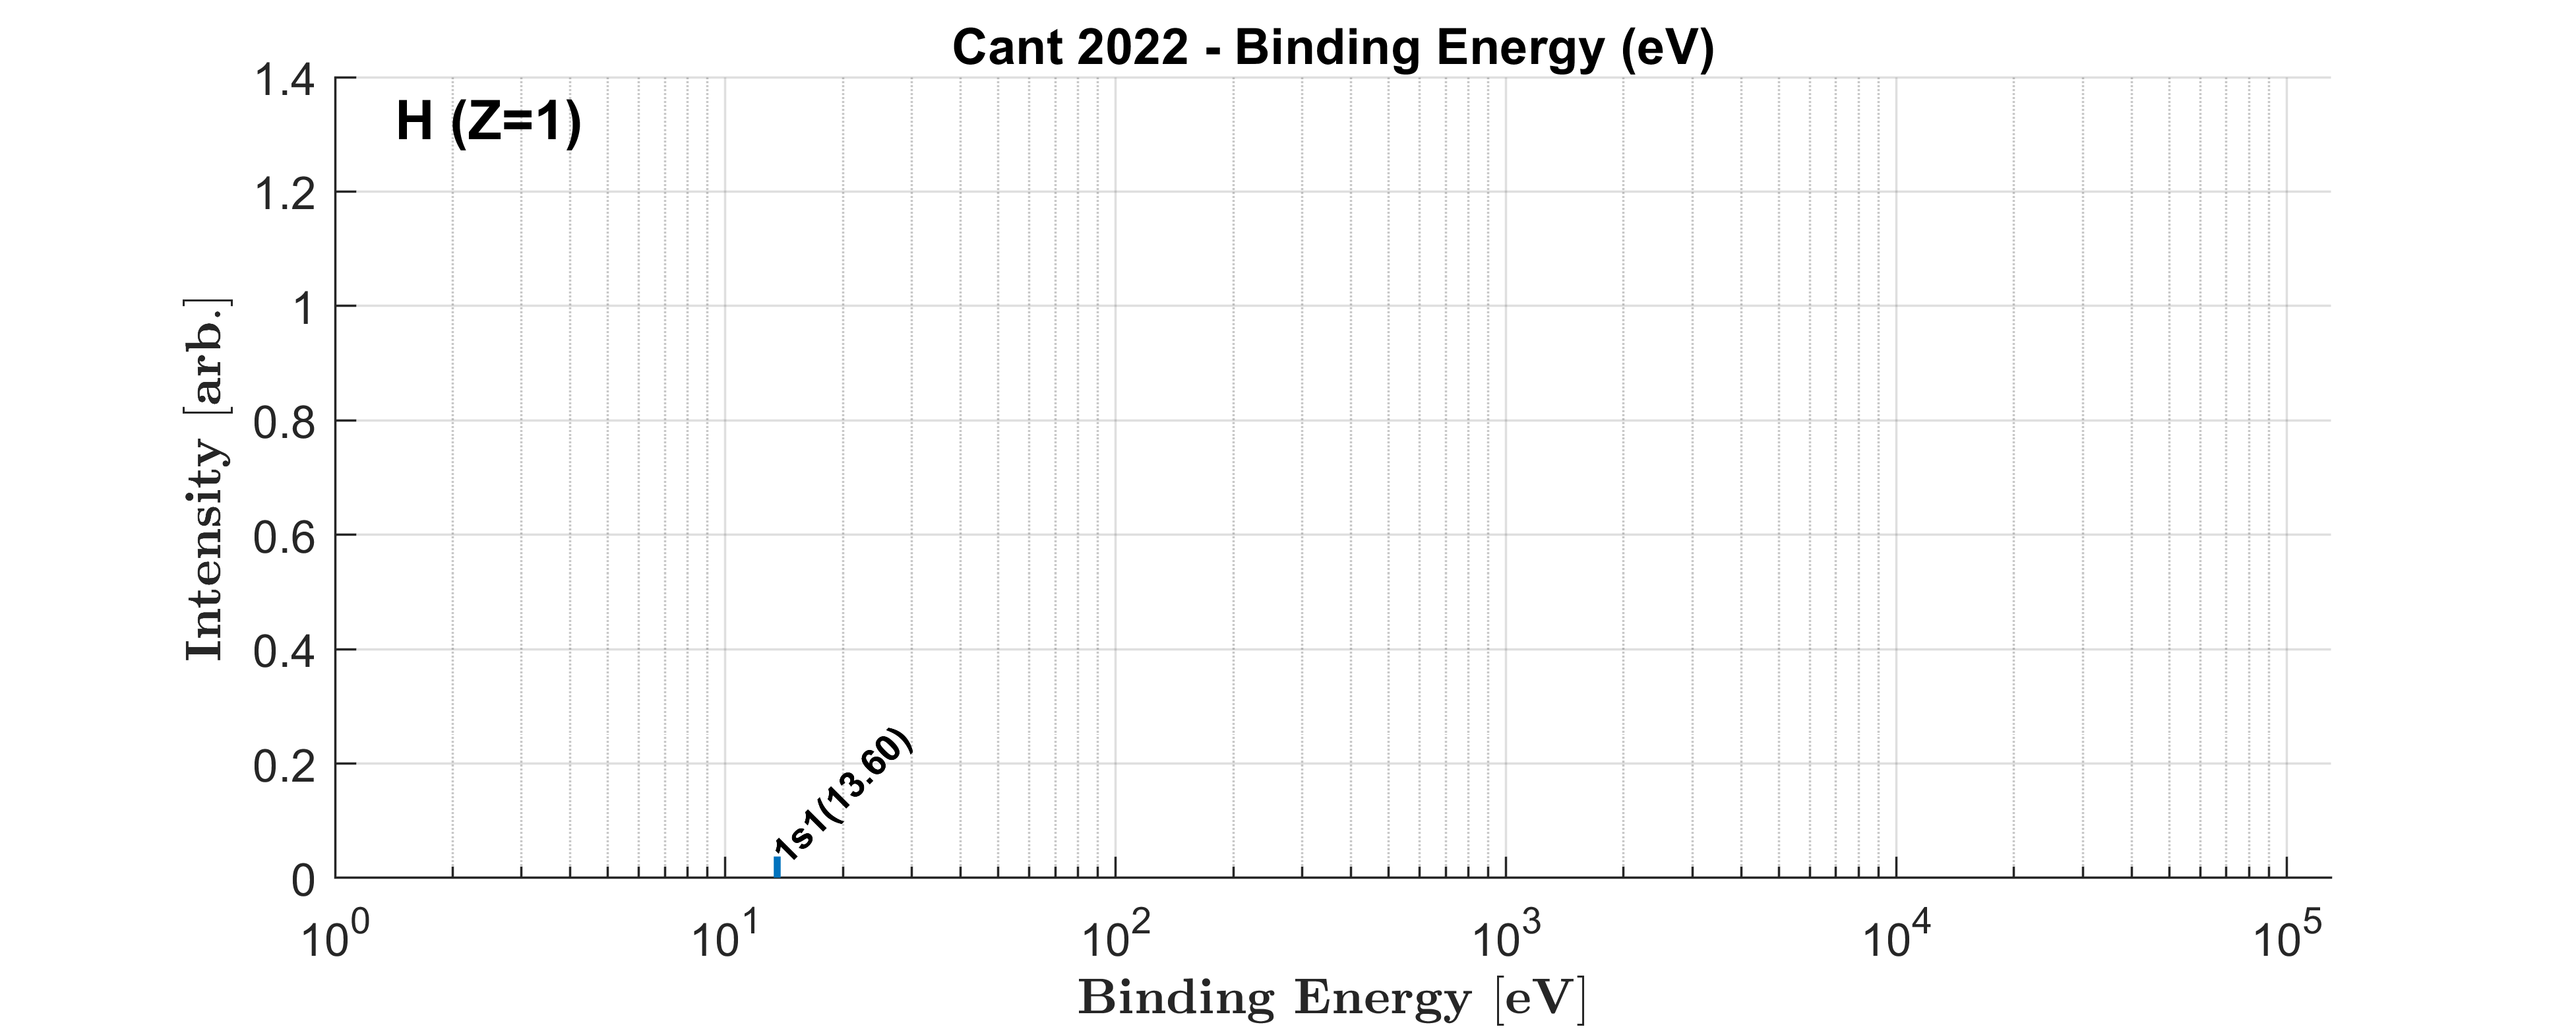 Cant 2022 - Binding Energy (eV)
H (Z=1)
1.4
1.2
1
0.8
0.6
0.4
0.2
0
Intensity [arb.]
1s1(13.60)
10^0 10^1 10^2 10^3 10^4 10^5
Binding Energy [eV]